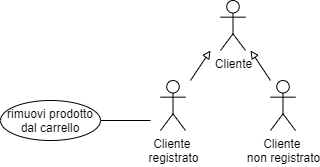 Cliente
rimuovi prodotto
dal carrello
Cliente
registrato
Cliente
non registrato